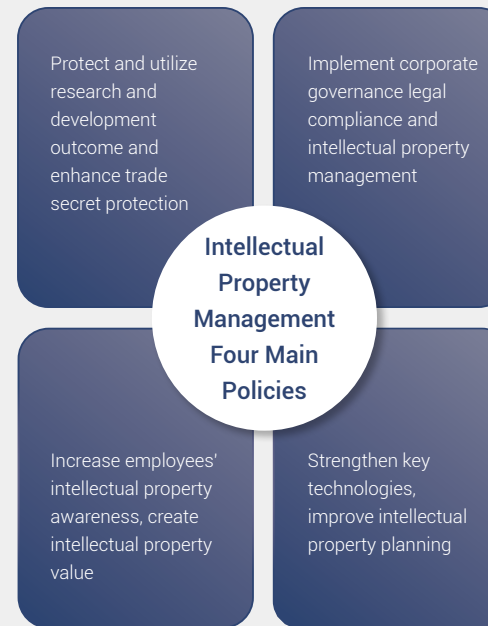 Protect and utilize
research and
development
outcome and
enhance trade
secret protection
Implement corporate
governance legal
compliance and
intellectual property
management
Intellectual
Property
Management
Four Main
Policies
Increase employees'
intellectual property
awareness, create
intellectual property
value
Strengthen key
technologies,
improve intellectual
property planning